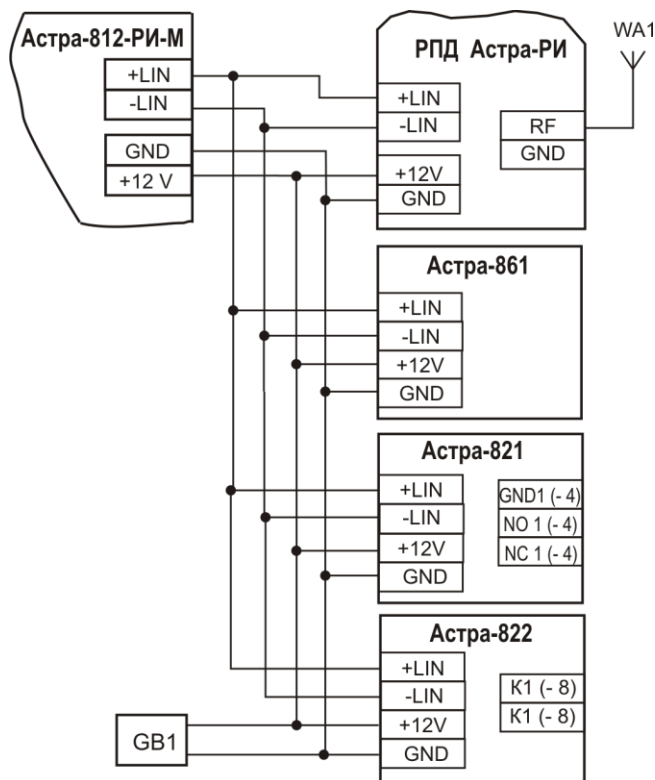 Астра-812-РИ-М
+LIN
-LIN
GND
+12 V
РПД Астра-РИ
+LIN
-LIN
+12V
GND
RF
GND
WA1
Астра-861
+LIN
-LIN
+12V
GND
Астра-821
+LIN
-LIN
+12V
GND
GND1 (- 4)
NO 1 (- 4)
NC 1 (- 4)
Астра-822
+LIN
-LIN
+12V
GND
К1 (- 8)
К1 (- 8)
GB1